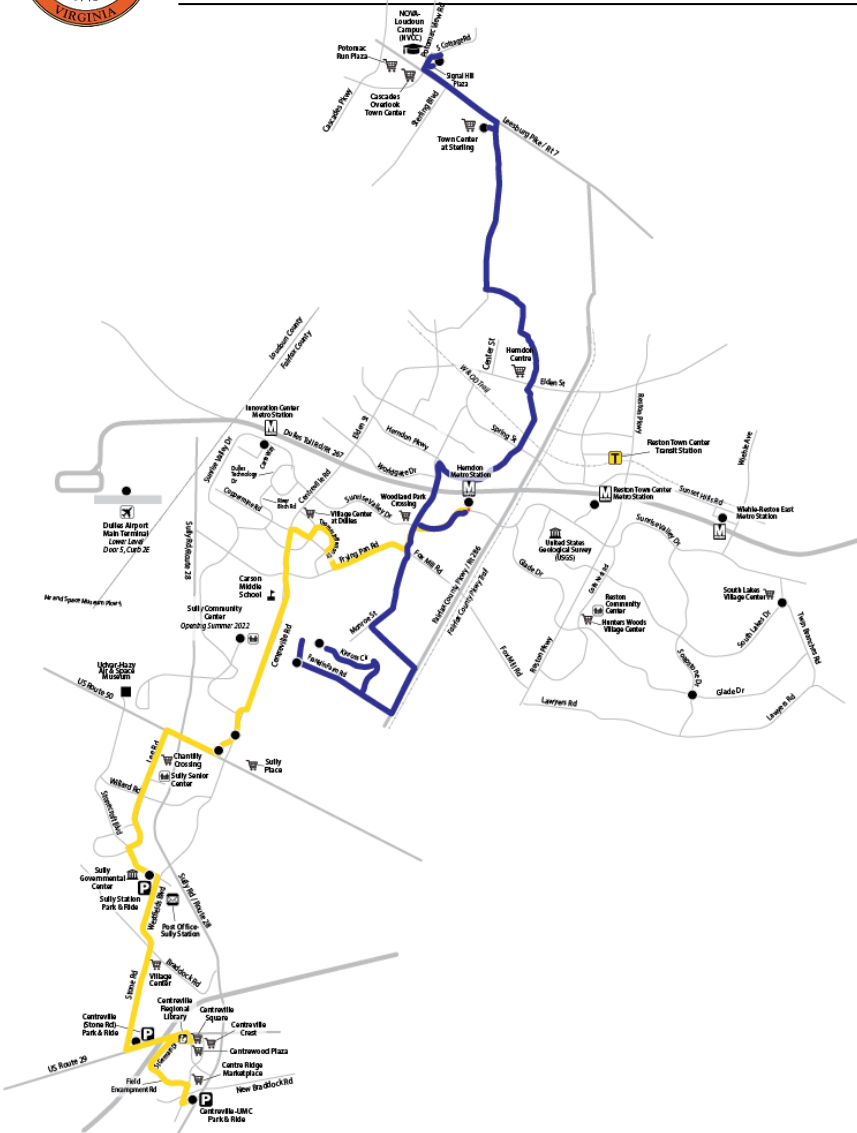 VIRGINIA
NOVA-
Loudoun
Campus
(NVCC)
Potomac View Rd
S Cottage Rd
Potomac
Run Plaza
Signal Hill
Plaza
Cascades
Overlook
Town Center
Cascades Pkwy
Sterling Blvd
Town Center
at Sterling
Leesburg Pike / Rt 7
Loudoun County
Fairfax County
Center St
Herndon
Centre
W&OD Trail
Elden St
Reston Pkwy
Innovation Center
Metro Station
Elden St
Herndon Pkwy
Spring St
Wiehle Ave
Dulles Toll Rd/Rt 267
Reston Town Center
Transit Station
T
Sunrise Valley Dr
Worldgate Dr
Herndon
Metro Station
M
Dulles
Technology
Dr
Centreville Rd
Coppermine Rd
River
Birch Rd
Sunrise Valley Dr
Woodland Park
Crossing
Reston Town Center
Metro Station
Sunset Hills Rd
Wiehle-Reston East
Metro Station
Village Center
at Dulles
Dulles Airport
Main Terminal
Lower Level
Door 5, Curb 2E
Sully Rd/Route 28
Frying Pan Rd
Fox Mill Rd
United States
Geological Survey
(USGS)
Sunrise Valley Dr
Glade Dr
Carson
Middle
School
Fairfax County Pkwy / Rt 286
Fairfax County Pkwy Trail
Reston
Community
Center
South Lakes
Village Center
Hunters Woods
Village Center
South Lakes Dr
Twin Branches Rd
Sully Community
Center
Opening Summer 2022
Monroe St
Centreville Rd
Franklin Farm Rd
Fox Mill Rd
Reston Pkwy
Soapstone Dr
Glade Dr
Lawyers Rd
Lawyers Rd
Udvar-Hazy
Air & Space
Museum
US Route 50
Lee Rd
Chantilly
Crossing
Sully Senior
Center
Sully
Place
Willard Rd
Stonecroft Blvd
Sully
Governmental
Center
P
Sully Station
Park & Ride
Westfields Blvd
Sully Rd / Route 28
Post Office-
Sully Station
Stone Rd
Village
Center
Braddock Rd
Centreville
Regional
Library
Centreville
Square
Centreville
(Stone Rd)
Park & Ride
P
Centreville
Crest
Centrewood Plaza
US Route 29
Centre Ridge
Marketplace
Field
Encampment Rd
New Braddock Rd
P
Centreville-UMC
Park & Ride